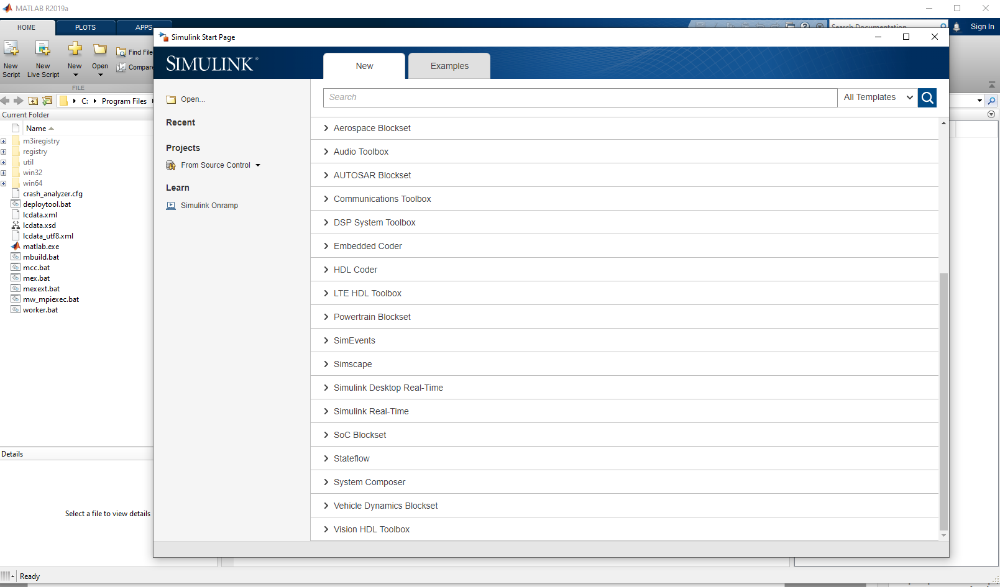 MATLAB R2019a
HOME
PLOTS
APPS
Search Documentation
Sign In
New
Script
New
Live Script
New
Open
Find File
Compare
FILE
C:
Program Files
Current Folder
Name
m3iregistry
registry
util
win32
win64
crash_analyzer.cfg
deploytool.bat
lcdata.xml
lcdata.xsd
lcdata_utf8.xml
matlab.exe
mbuild.bat
mcc.bat
mex.bat
mexext.bat
mw_mpiexec.bat
worker.bat
Details
Select a file to view details
Ready
Simulink Start Page
SIMULINK®
New
Examples
Open...
Recent
Projects
From Source Control
Learn
Simulink Onramp
Search
All Templates
Aerospace Blockset
Audio Toolbox
AUTOSAR Blockset
Communications Toolbox
DSP System Toolbox
Embedded Coder
HDL Coder
LTE HDL Toolbox
Powertrain Blockset
SimEvents
Simscape
Simulink Desktop Real-Time
Simulink Real-Time
SoC Blockset
Stateflow
System Composer
Vehicle Dynamics Blockset
Vision HDL Toolbox